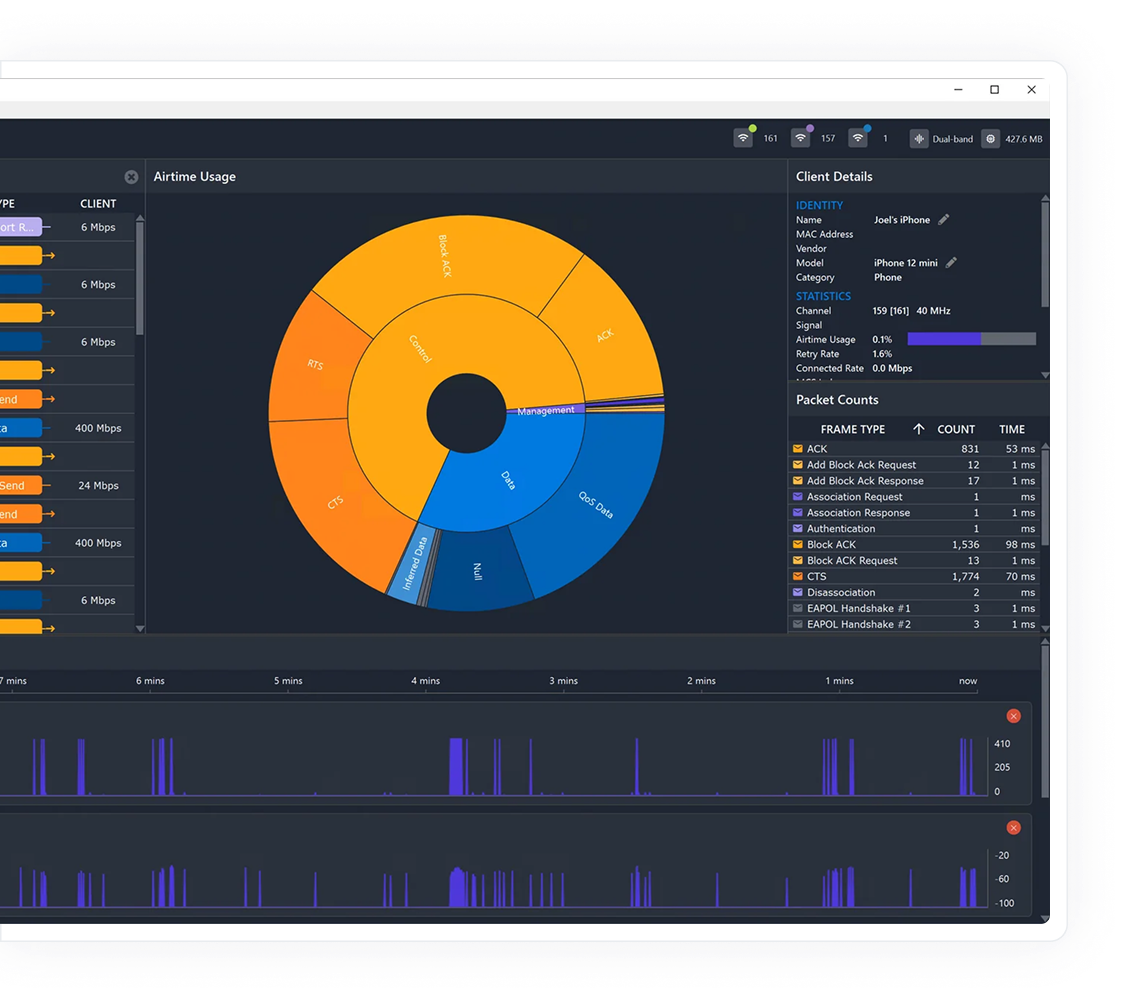 161 157 1 Dual-band 427.6 MB
YPE CLIENT
ort R... 6 Mbps
6 Mbps
6 Mbps
end
ta 400 Mbps
Send 24 Mbps
end
ta 400 Mbps
6 Mbps
Airtime Usage
Block ACK
ACK
Control
RTS
Management
Data
QoS Data
CTS
Inferred Data
Null
Client Details
IDENTITY
Name Joel's iPhone
MAC Address
Vendor
Model iPhone 12 mini
Category Phone
STATISTICS
Channel 159 [161] 40 MHz
Signal
Airtime Usage 0.1%
Retry Rate 1.6%
Connected Rate 0.0 Mbps
Packet Counts
FRAME TYPE COUNT TIME
ACK 831 53 ms
Add Block Ack Request 12 1 ms
Add Block Ack Response 17 1 ms
Association Request 1 ms
Association Response 1 1 ms
Authentication 1 ms
Block ACK 1,536 98 ms
Block ACK Request 13 1 ms
CTS 1,774 70 ms
Disassociation 2 ms
EAPOL Handshake #1 3 1 ms
EAPOL Handshake #2 3 1 ms
7 mins 6 mins 5 mins 4 mins 3 mins 2 mins 1 mins now
410
205
0
-20
-60
-100